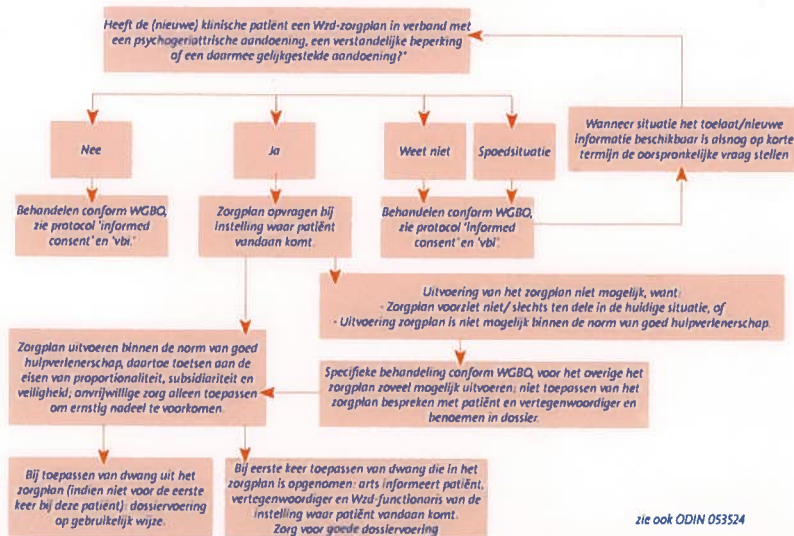 Heeft de (nieuwe) klinische patiënt een Wzd-zorgplan in verband met
een psychogeriattrische aandoening, een verstandelijke beperking
of een daarmee gelijkgestelde aandoening?"
Nee
Ja
Weet niet
Spoedsituatie
Wanneer situatie het toelaat/nieuwe
informatie beschikbaar is alsnog op korte
termijn de oorspronkelijke vraag stellen
Behandelen conform WGBO,
zie protocol 'informed
consent' en 'vbi.'
Zorgplan opvragen bij
instelling waar patiënt
vandaan komt.
Behandelen conform WGBO,
zie protocol 'informed
consent' en 'vbi'
Uitvoering van het zorgplan niet mogelijk, want:
- Zorgplan voorziet niet/ slechts ten dele in de huidige situatie, of
- Uitvoering zorgplan is niet mogelijk binnen de norm van goed hulpverlenerschap.
Zorgplan uitvoeren binnen de norm van goed
hulpverlenerschap, daartoe toetsen aan de
eisen van proportionaliteit, subsidiariteit en
veiligheid; onvrijwillige zorg alleen toepassen
om ernstig nadeel te voorkomen.
Specifieke behandeling conform WGBO, voor het overige het
zorgplan zoveel mogelijk uitvoeren; niet toepassen van het
zorgplan bespreken met patiënt en vertegenwoordiger en
benoemen in dossier.
Bij toepassen van dwang uit het
zorgplan (indien niet voor de eerste
keer bij deze patiënt): dossiervoering
op gebruikelijk wijze.
Bij eerste keer toepassen van dwang die in het
zorgplan is opgenomen: arts informeert patiënt,
vertegenwoordiger en Wzd-functionaris van de
instelling waar patiënt vandaan komt.
Zorg voor goede dossiervoering
zie ook ODIN 053524